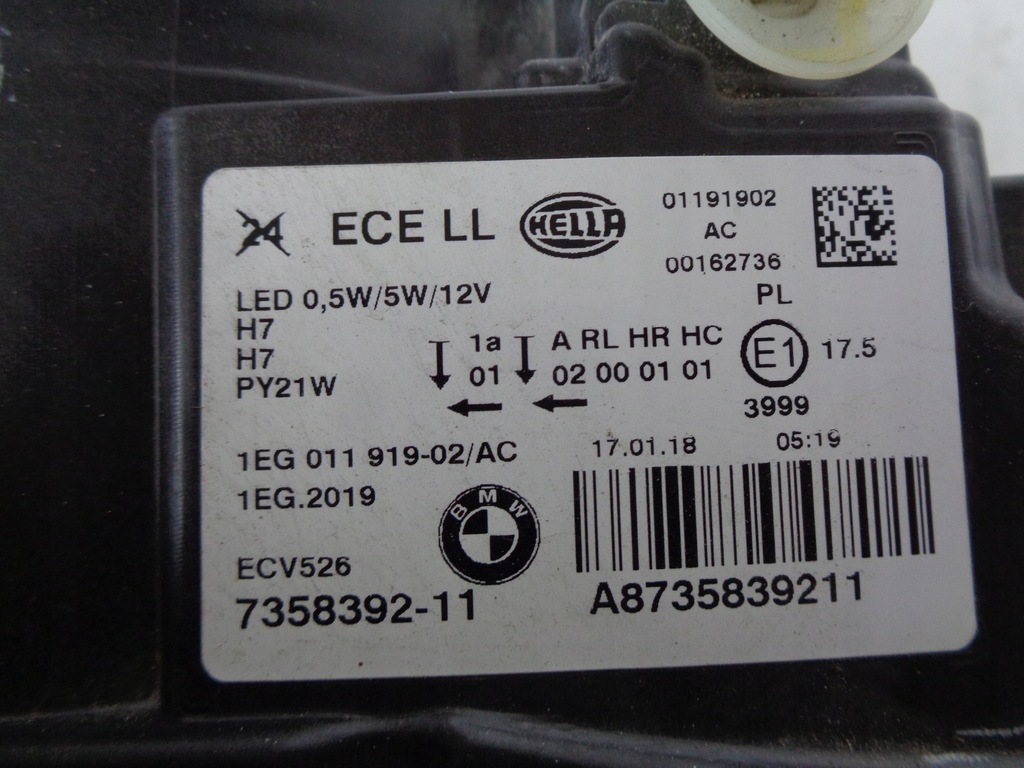 24 ECE LL HELLA 01191902
AC
00162736
LED 0,5W/5W/12V PL
H7 1a A RL HR HC E1 17.5
H7 01 02 00 01 01
PY21W 3999
1EG 011 919-02/AC 17.01.18 05:19
1EG.2019 BMW
ECV526
7358392-11 A8735839211